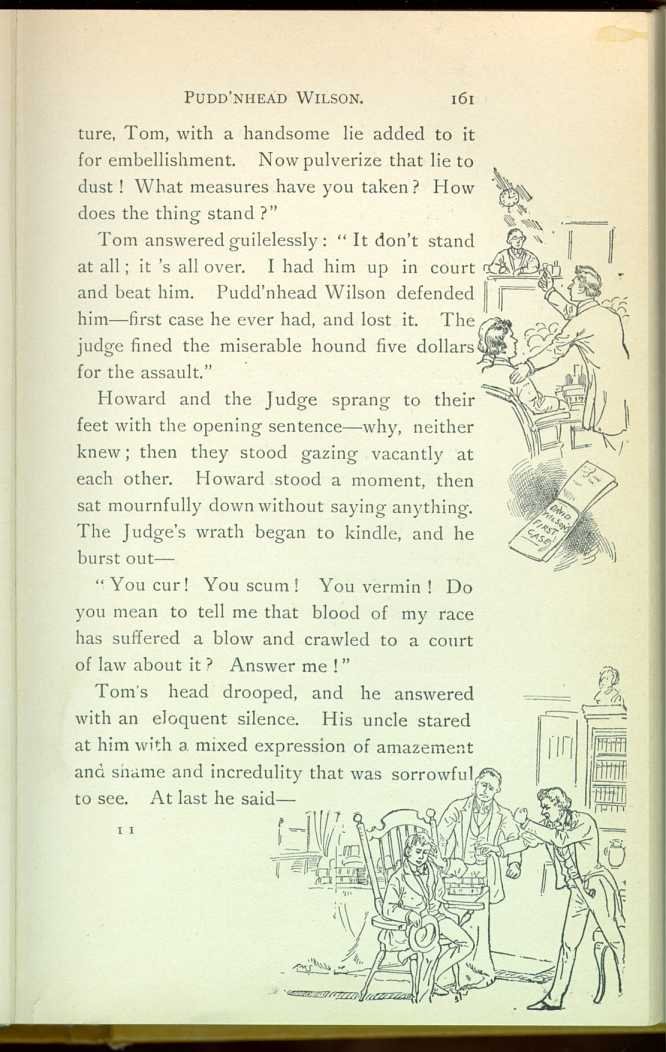 PUDD'NHEAD WILSON. 161
ture, Tom, with a handsome lie added to it
for embellishment. Now pulverize that lie to
dust! What measures have you taken? How
does the thing stand?"
Tom answered guilelessly: "It don't stand
at all; it 's all over. I had him up in court
and beat him. Pudd'nhead Wilson defended
him—first case he ever had, and lost it. The
judge fined the miserable hound five dollars
for the assault."
Howard and the Judge sprang to their
feet with the opening sentence—why, neither
knew; then they stood gazing vacantly at
each other. Howard stood a moment, then
sat mournfully down without saying anything.
The Judge's wrath began to kindle, and he
burst out—
"You cur! You scum! You vermin! Do
you mean to tell me that blood of my race
has suffered a blow and crawled to a court
of law about it? Answer me!"
Tom's head drooped, and he answered
with an eloquent silence. His uncle stared
at him with a mixed expression of amazement
and shame and incredulity that was sorrowful
to see. At last he said—
11
DAVID
WILSON
FIRST
CASE